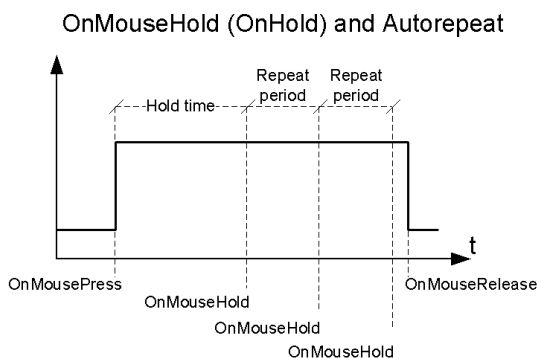 OnMouseHold (OnHold) and Autorepeat
Repeat period
Repeat period
Hold time
t
OnMousePress
OnMouseRelease
OnMouseHold
OnMouseHold
OnMouseHold